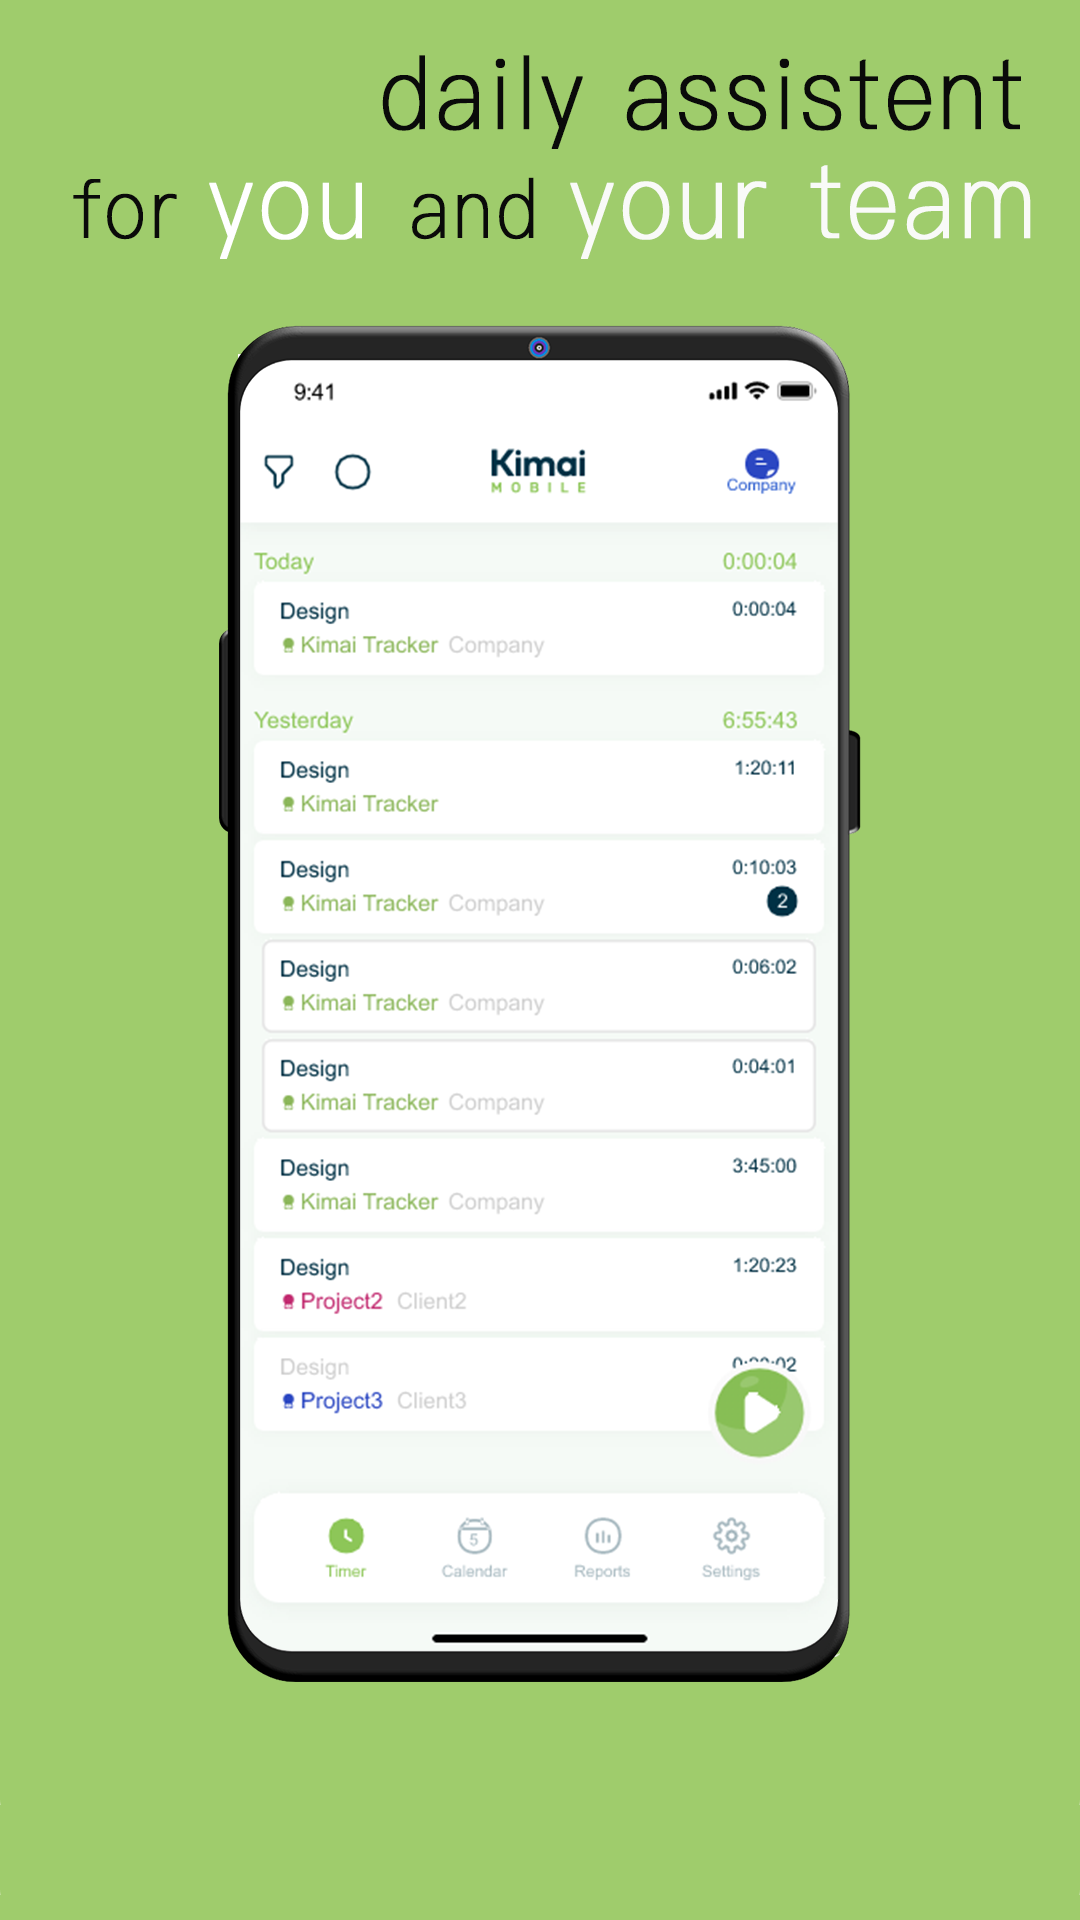 daily assistent
for you and your team
9:41
Kimai
MOBILE
Company
Today 0:00:04
Design 0:00:04
Kimai Tracker Company
Yesterday 6:55:43
Design 1:20:11
Kimai Tracker
Design 0:10:03
Kimai Tracker Company 2
Design 0:06:02
Kimai Tracker Company
Design 0:04:01
Kimai Tracker Company
Design 3:45:00
Kimai Tracker Company
Design 1:20:23
Project2 Client2
Design
Project3 Client3
5
Timer Calendar Reports Settings